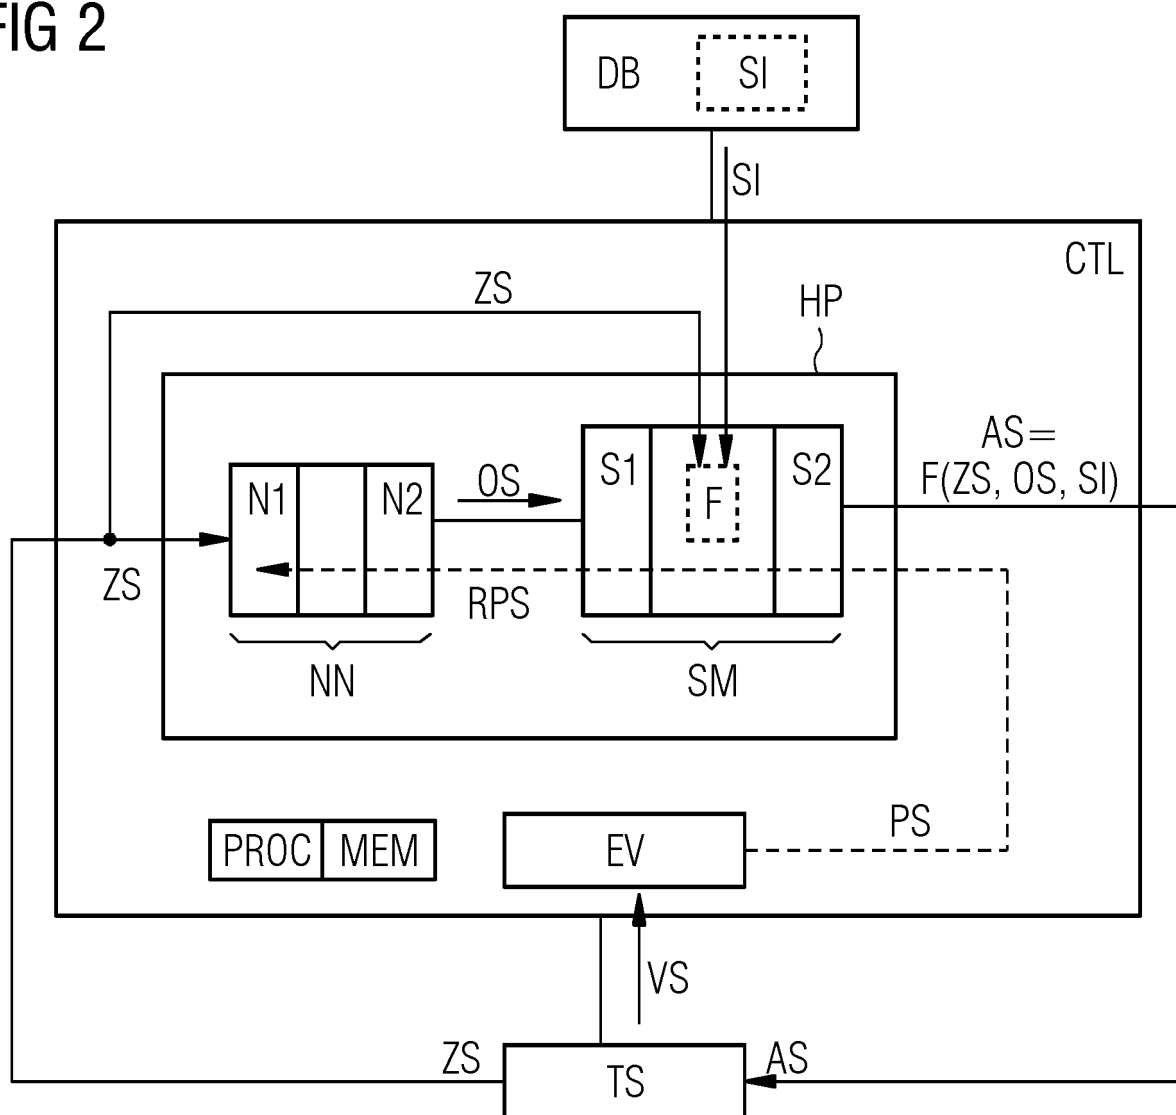 FIG 2
DB
SI
SI
CTL
ZS
HP
AS=
F(ZS, OS, SI)
N1
N2
OS
S1
F
S2
ZS
RPS
NN
SM
PROC
MEM
EV
PS
VS
ZS
TS
AS